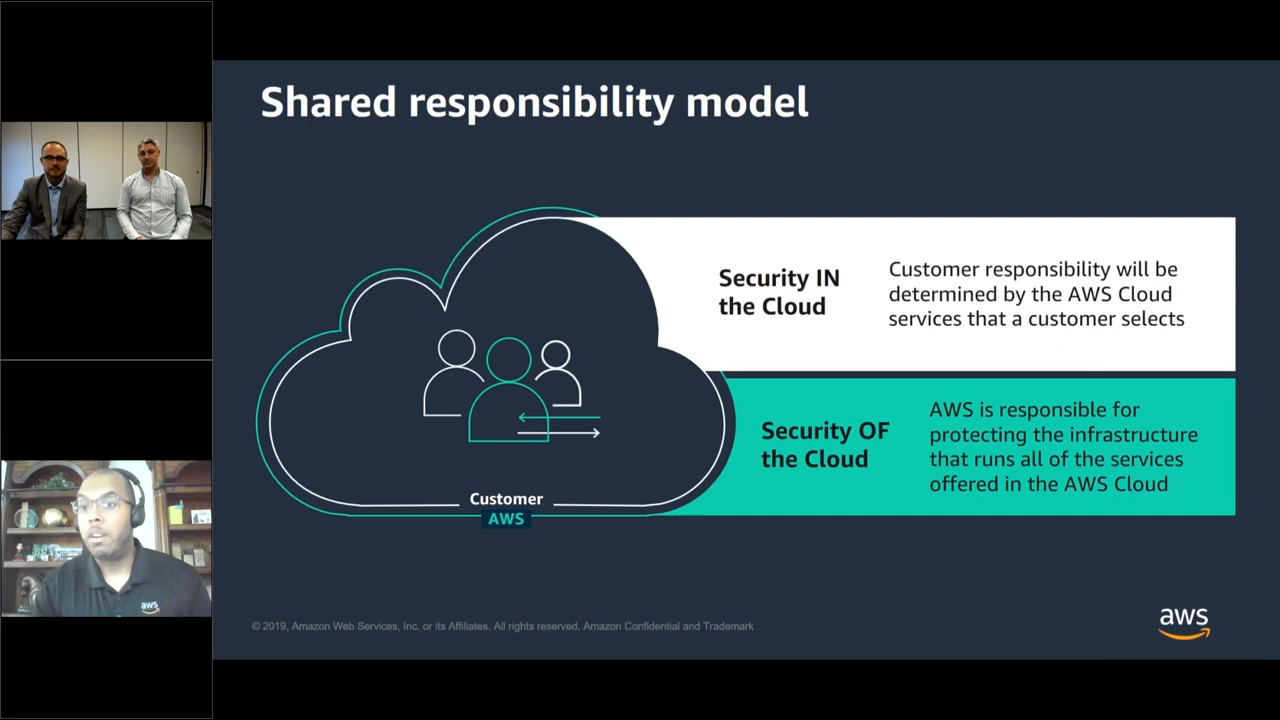 Shared responsibility model
Security IN
the Cloud
Customer responsibility will be
determined by the AWS Cloud
services that a customer selects
Security OF
the Cloud
AWS is responsible for
protecting the infrastructure
that runs all of the services
offered in the AWS Cloud
Customer
AWS
© 2019, Amazon Web Services, Inc. or its Affiliates. All rights reserved. Amazon Confidential and Trademark
aws
aws